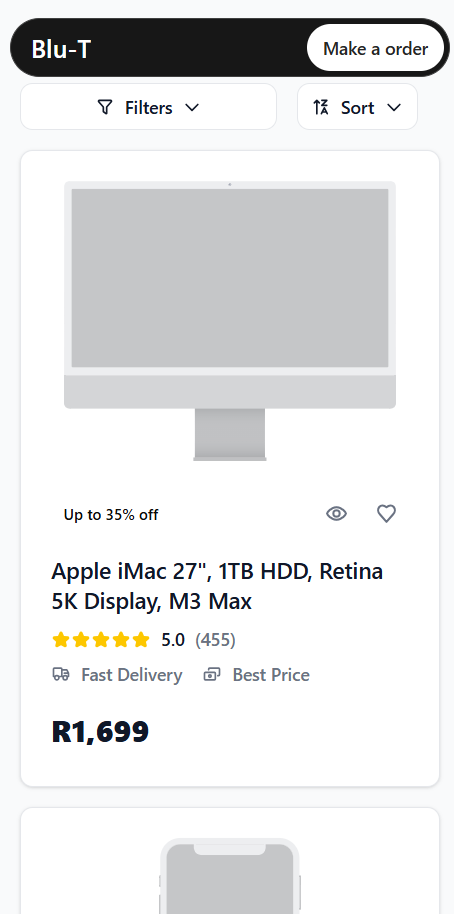 Blu-T
Make a order
Filters
Sort
Up to 35% off
Apple iMac 27", 1TB HDD, Retina
5K Display, M3 Max
5.0 (455)
Fast Delivery
Best Price
R1,699